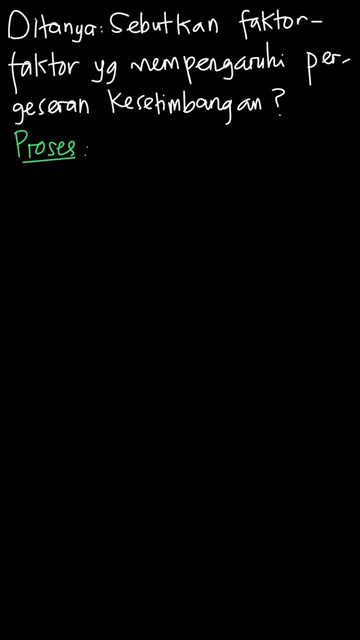 Ditanya: Sebutkan faktor-
faktor yg mempengaruhi per-
geseran kesetimbangan?
Proses: